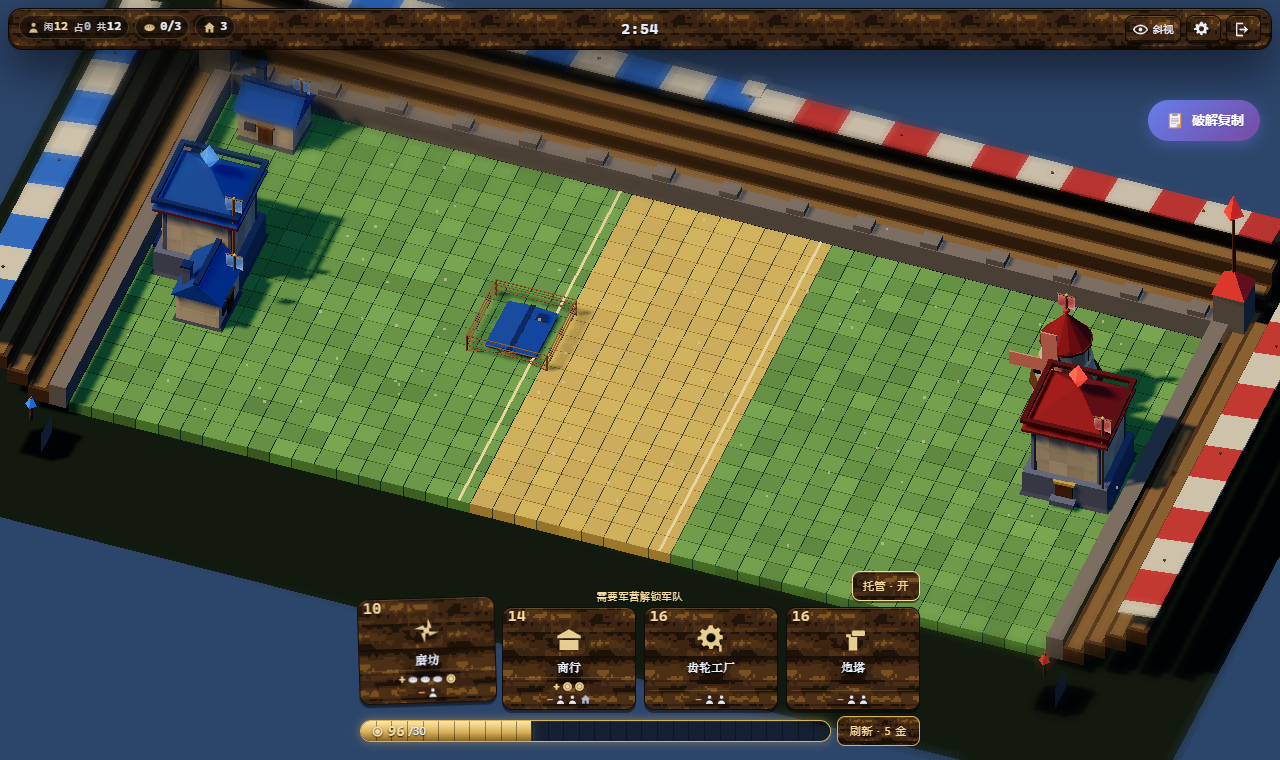 闲12 占0 共12
0/3
3
2:54
斜视
破解复制
托管 · 开
需要军营解锁军队
10
磨坊
+
−
14
商行
+
−
16
齿轮工厂
−
16
炮塔
−
96 /30
刷新 · 5 金